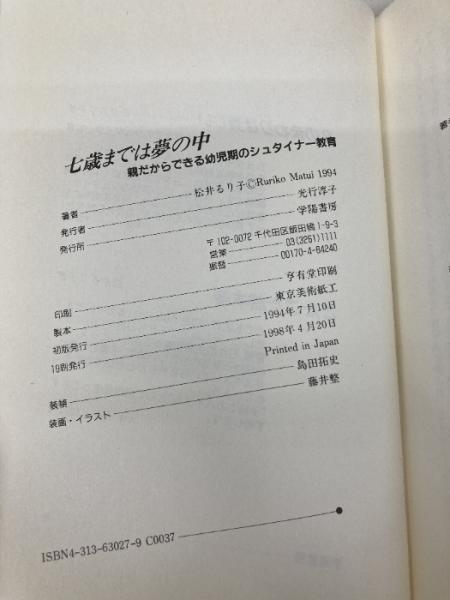 七歳までは夢の中
親だからできる幼児期のシュタイナー教育
著者 松井るり子©Ruriko Matui 1994
発行者 光行淳子
発行所 学陽書房
〒102-0072 千代田区飯田橋1-9-3
営業 03(3261)1111
振替 00170-4-84240
印刷 亨有堂印刷
製本 東京美術紙工
初版発行 1994年7月10日
19刷発行 1998年4月20日
Printed in Japan
装幀 島田拓史
装画・イラスト 藤井整
ISBN4-313-63027-9 C0037